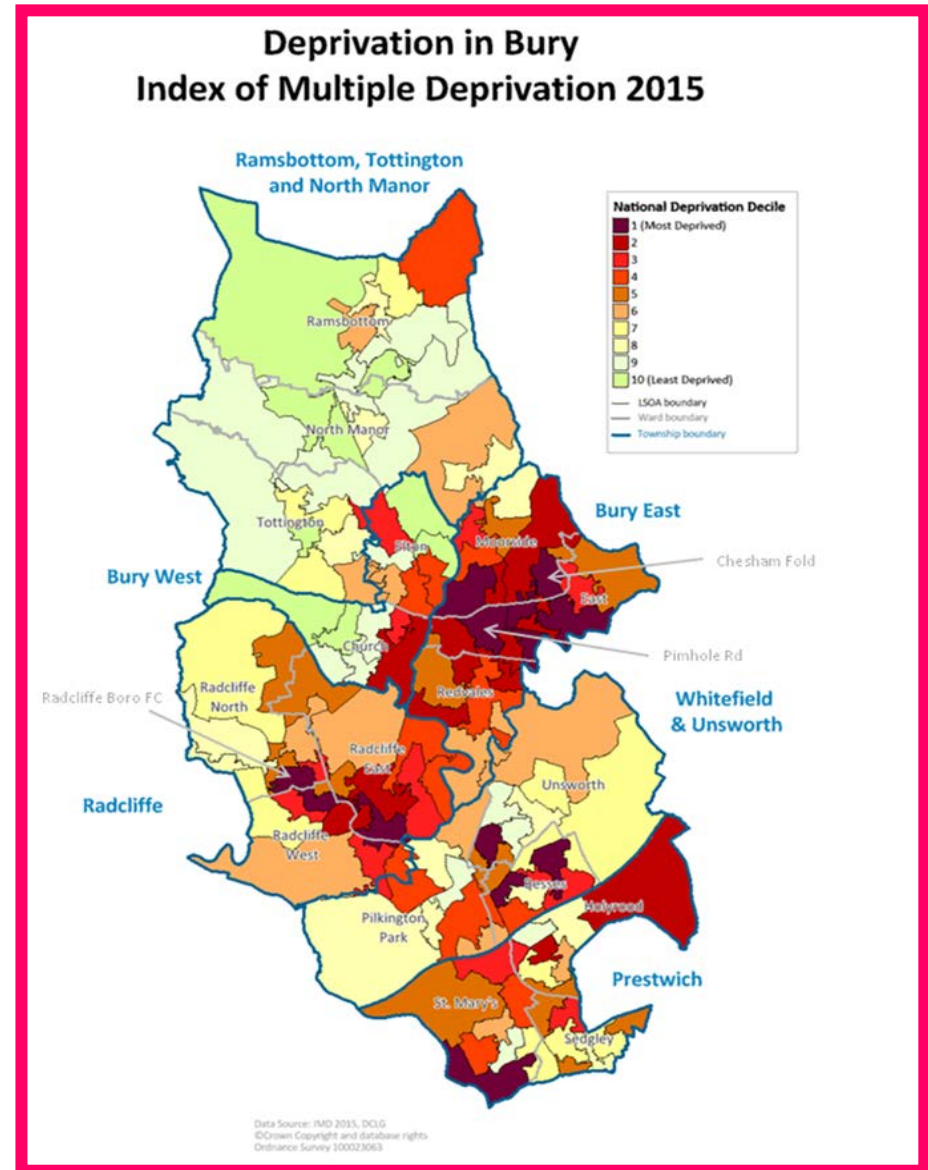 Deprivation in Bury
Index of Multiple Deprivation 2015
Ramsbottom, Tottington
and North Manor
National Deprivation Decile
1 (Most Deprived)
2
3
4
5
6
7
8
9
10 (Least Deprived)
LSOA boundary
Ward boundary
Township boundary
Ramsbottom
North Manor
Tottington
Elton
Moorside
Bury East
Chesham Fold
Bury West
East
Church
Pimhole Rd
Radcliffe Boro FC
Radcliffe
North
Redvales
Whitefield
& Unsworth
Radcliffe
East
Unsworth
Radcliffe
Radcliffe
West
Besses
Holyrood
Pilkington
Park
Prestwich
St. Mary's
Sedgley
Data Source: IMD 2015, DCLG
©Crown Copyright and database rights
Ordnance Survey 100023063